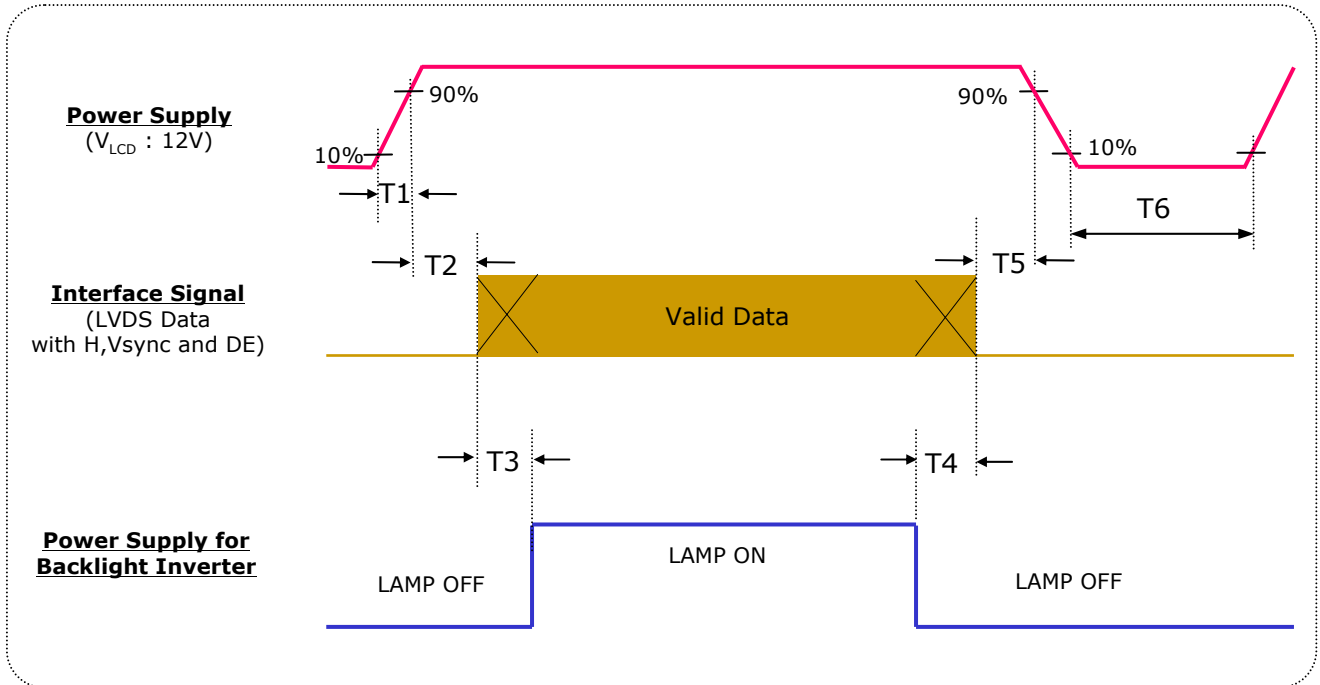 Power Supply
(VLCD : 12V)
10%
90%
90%
10%
T1
T2
T5
T6
Interface Signal
(LVDS Data
with H,Vsync and DE)
Valid Data
T3
T4
Power Supply for
Backlight Inverter
LAMP OFF
LAMP ON
LAMP OFF